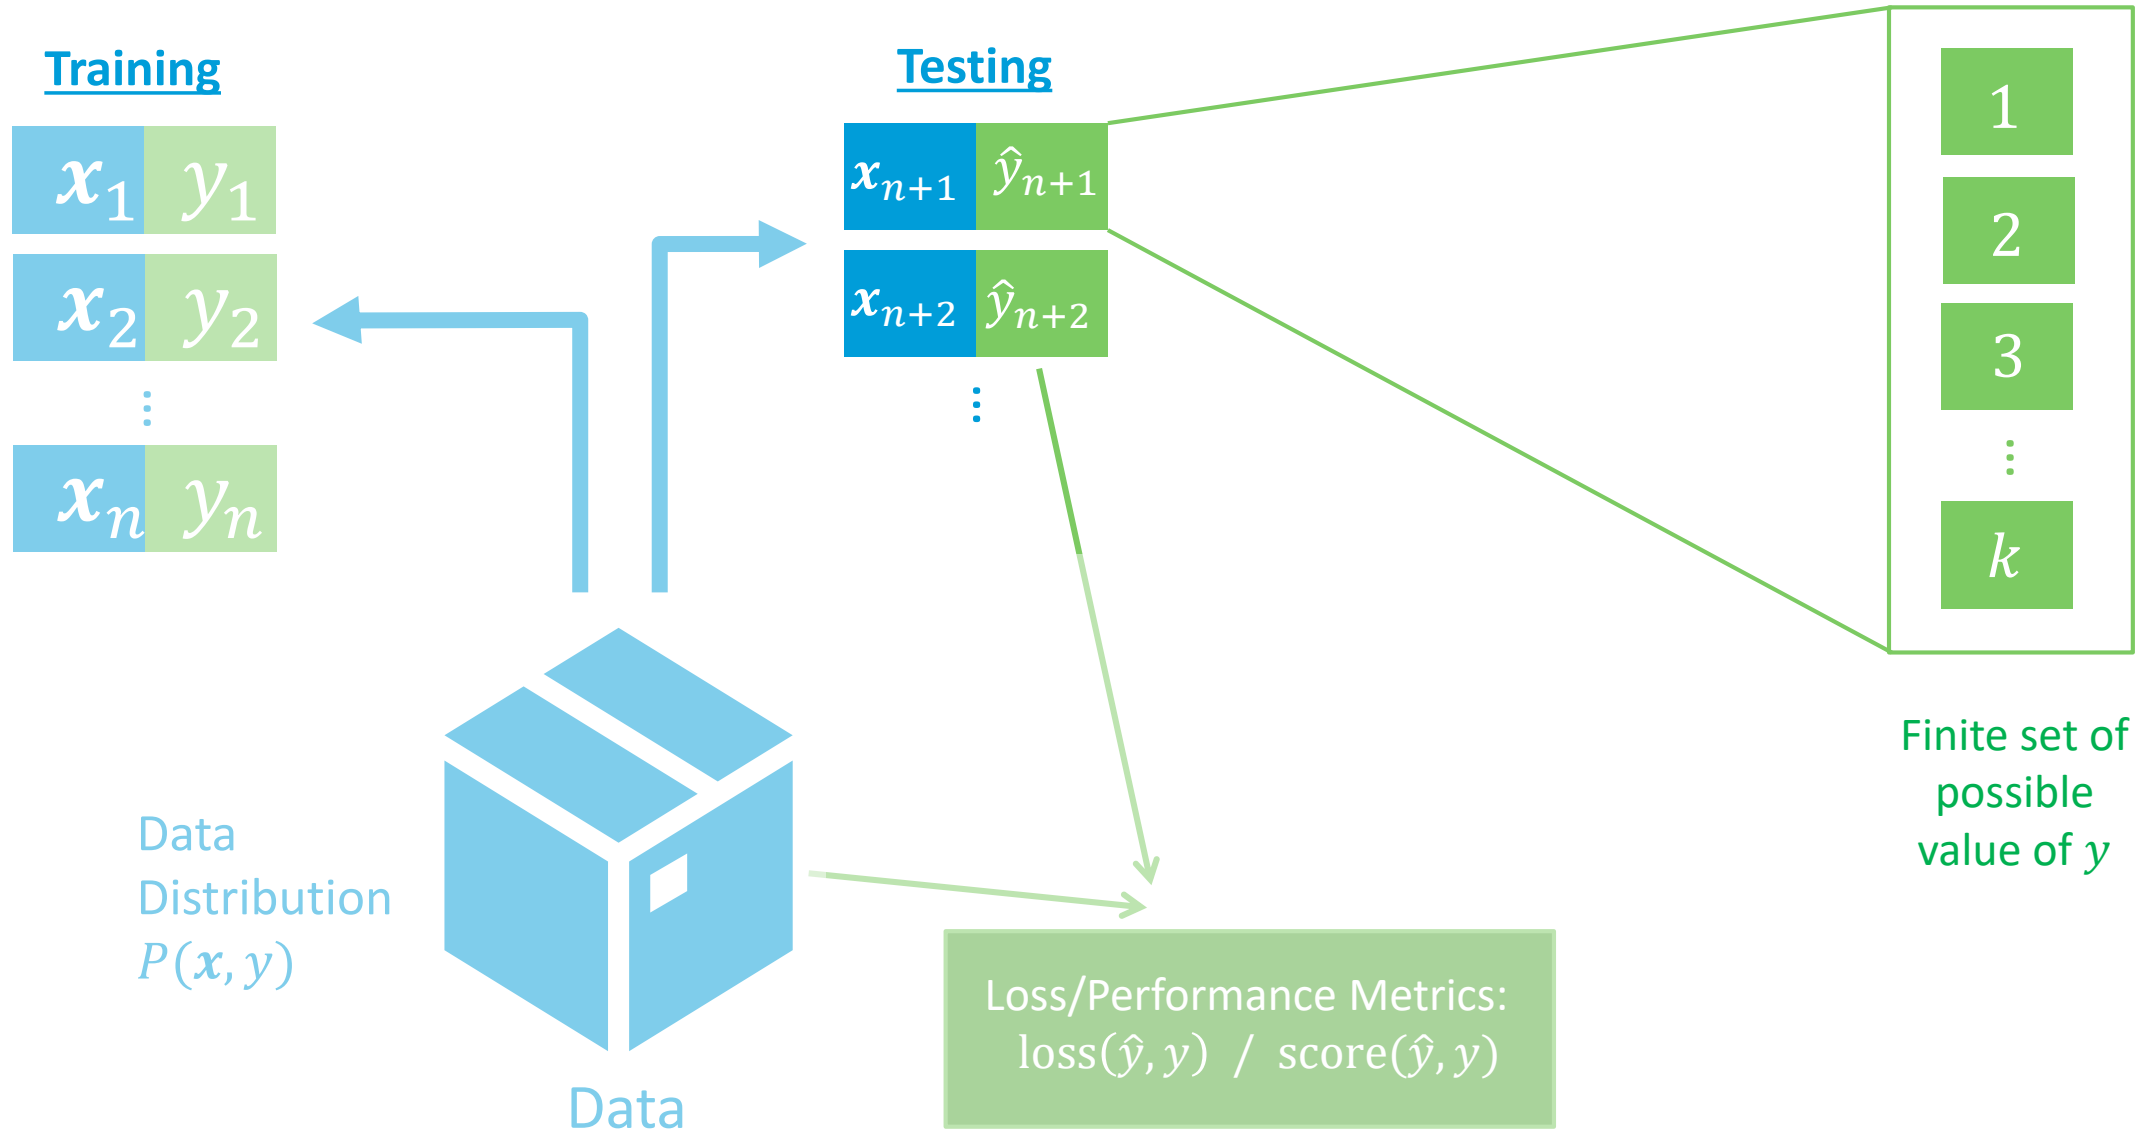 Training
𝒙₁ y₁
𝒙₂ y₂
⋮
𝒙ₙ yₙ
Testing
𝒙ₙ₊₁ ŷₙ₊₁
𝒙ₙ₊₂ ŷₙ₊₂
⋮
1
2
3
⋮
k
Finite set of
possible
value of y
Data
Distribution
P(𝒙, y)
Data
Loss/Performance Metrics:
loss(ŷ, y) / score(ŷ, y)